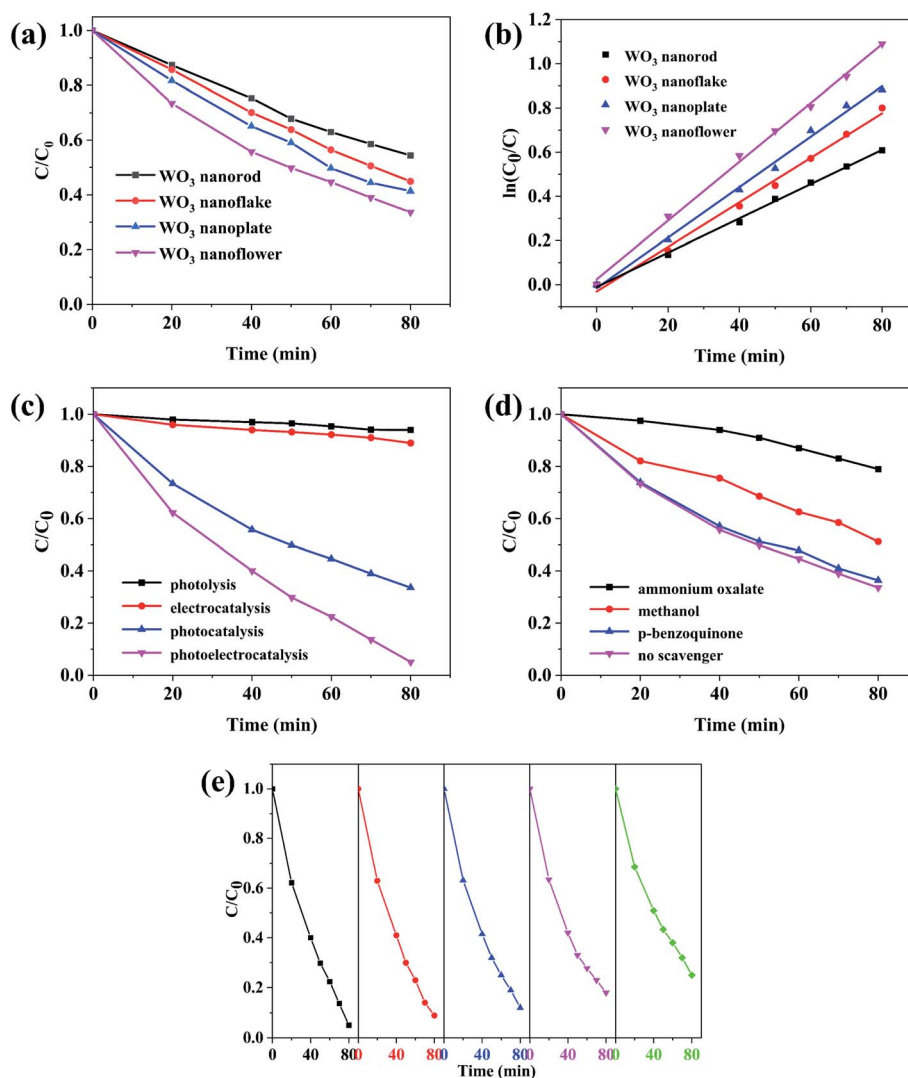 (a)
C/C0
1.0
0.8
0.6
0.4
0.2
0.0
WO3 nanorod
WO3 nanoflake
WO3 nanoplate
WO3 nanoflower
0 20 40 60 80
Time (min)
(b)
ln(C0/C)
1.2
1.0
0.8
0.6
0.4
0.2
0.0
WO3 nanorod
WO3 nanoflake
WO3 nanoplate
WO3 nanoflower
0 20 40 60 80
Time (min)
(c)
C/C0
1.0
0.8
0.6
0.4
0.2
0.0
photolysis
electrocatalysis
photocatalysis
photoelectrocatalysis
0 20 40 60 80
Time (min)
(d)
C/C0
1.0
0.8
0.6
0.4
0.2
0.0
ammonium oxalate
methanol
p-benzoquinone
no scavenger
0 20 40 60 80
Time (min)
(e)
C/C0
1.0
0.8
0.6
0.4
0.2
0.0
0 40 80 0 40 80 0 40 80 0 40 80 0 40 80
Time (min)